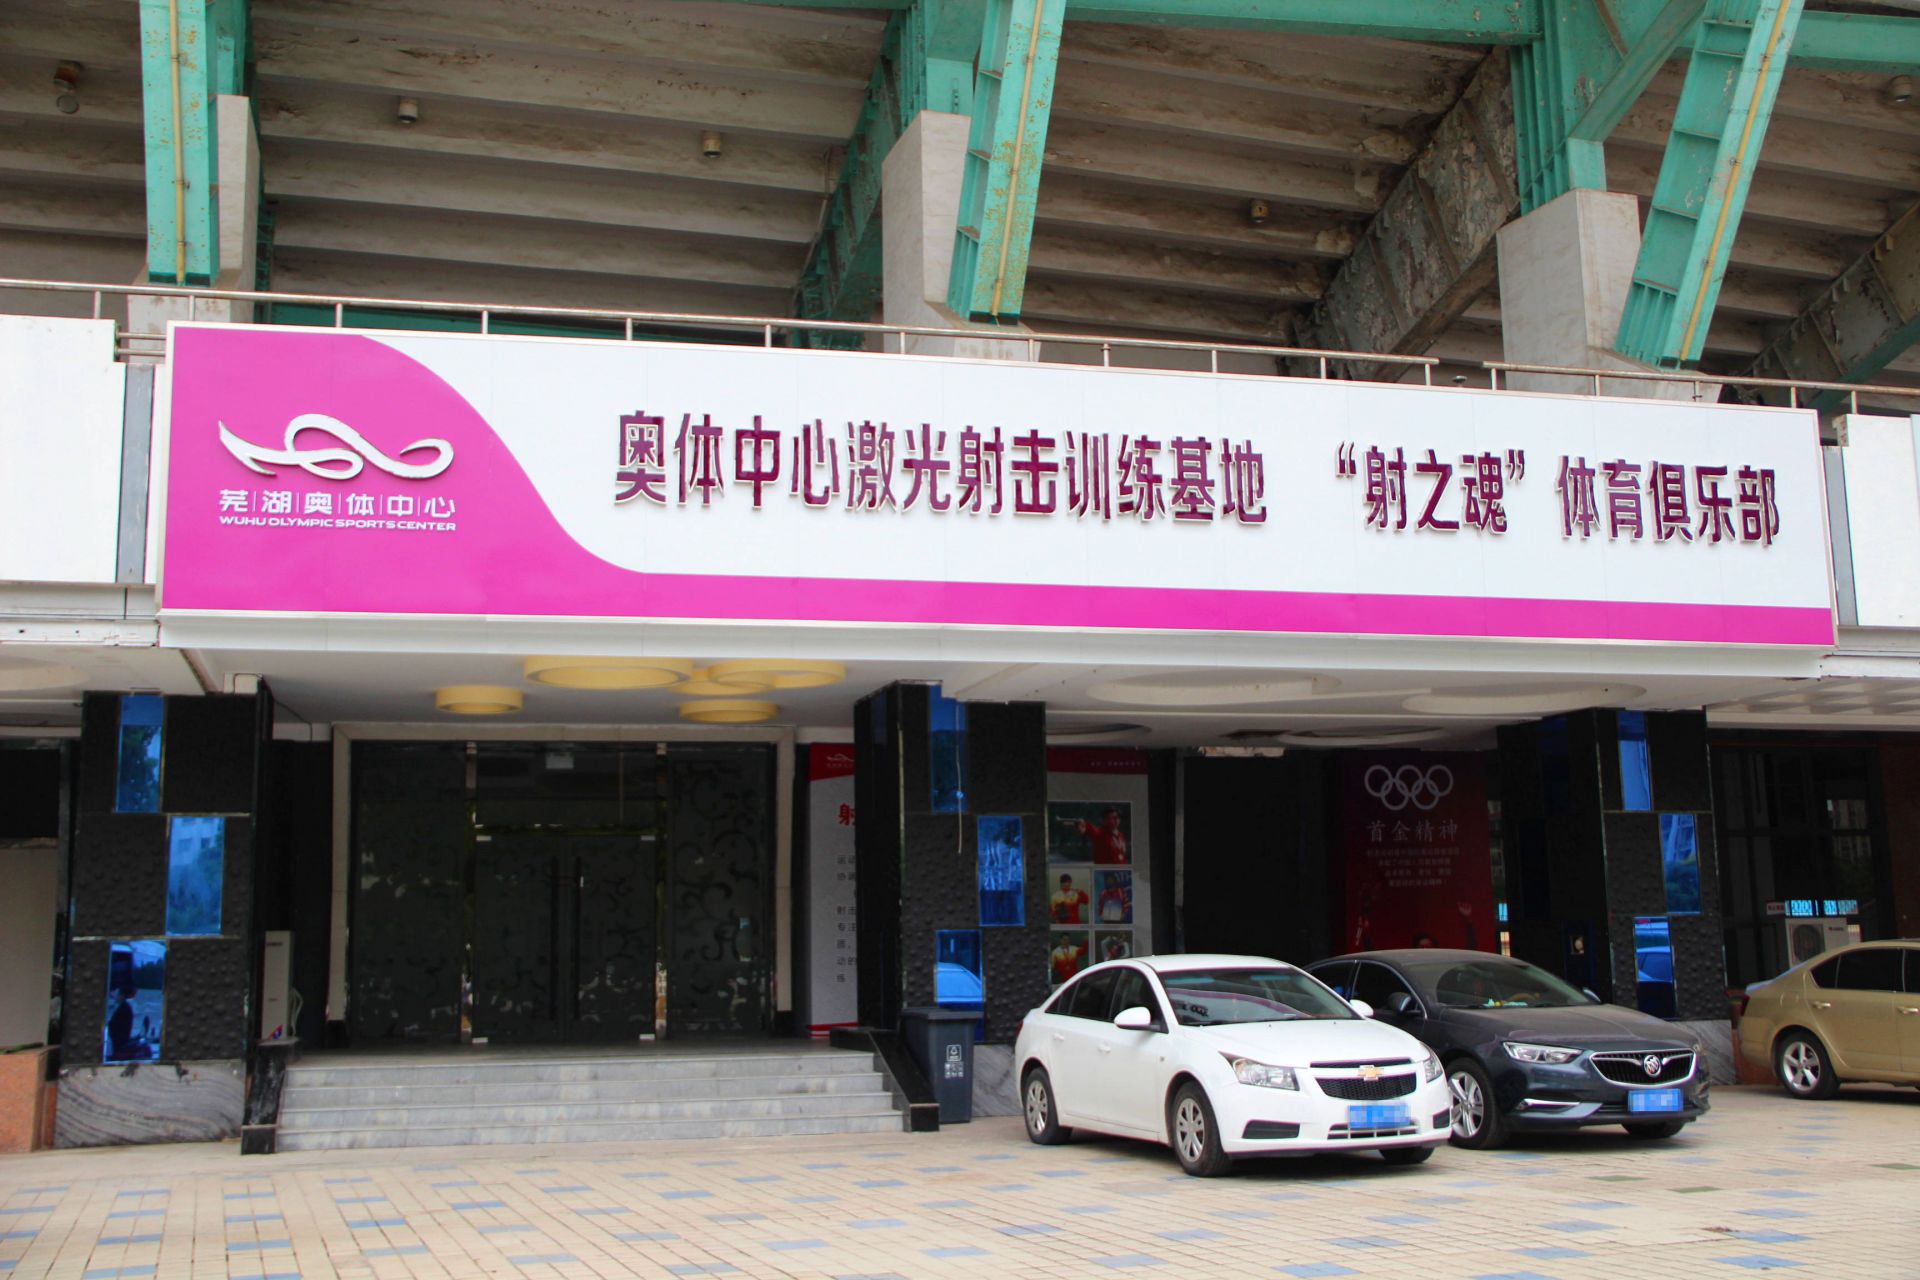 芜湖奥体中心
WUHU OLYMPIC SPORTS CENTER
奥体中心激光射击训练基地 “射之魂”体育俱乐部
首金精神